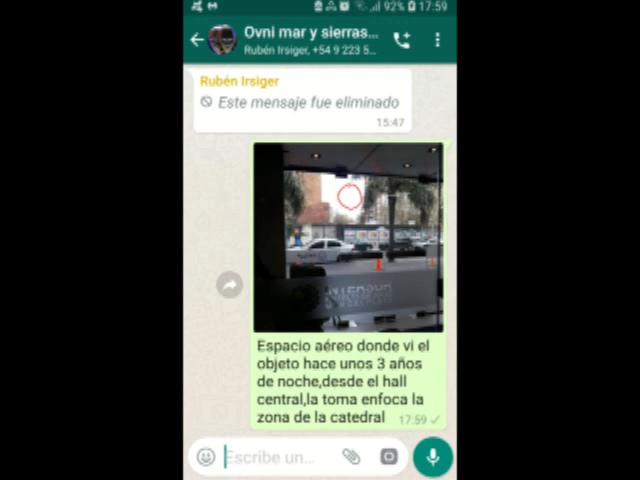 92% 17:59
Ovni mar y sierras...
Rubén Irsiger, +54 9 223 5...
Rubén Irsiger
Este mensaje fue eliminado
15:47
Espacio aéreo donde vi el
objeto hace unos 3 años
de noche,desde el hall
central,la toma enfoca la
zona de la catedral 17.59
Escribe un...